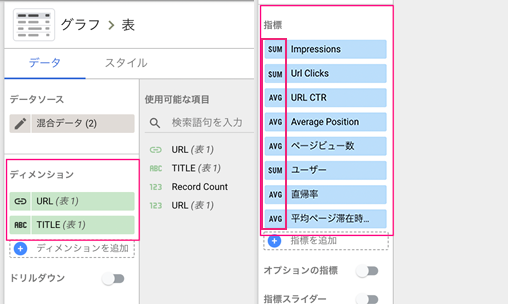 グラフ > 表
データ
スタイル
データソース
混合データ (2)
ディメンション
URL (表 1)
ABC TITLE (表 1)
ディメンションを追加
ドリルダウン
使用可能な項目
検索語句を入力
URL (表 1)
ABC TITLE (表 1)
123 Record Count
123 URL (表 1)
指標
SUM Impressions
SUM Url Clicks
AVG URL CTR
AVG Average Position
AVG ページビュー数
SUM ユーザー
AVG 直帰率
AVG 平均ページ滞在時...
指標を追加
オプションの指標
指標スライダー